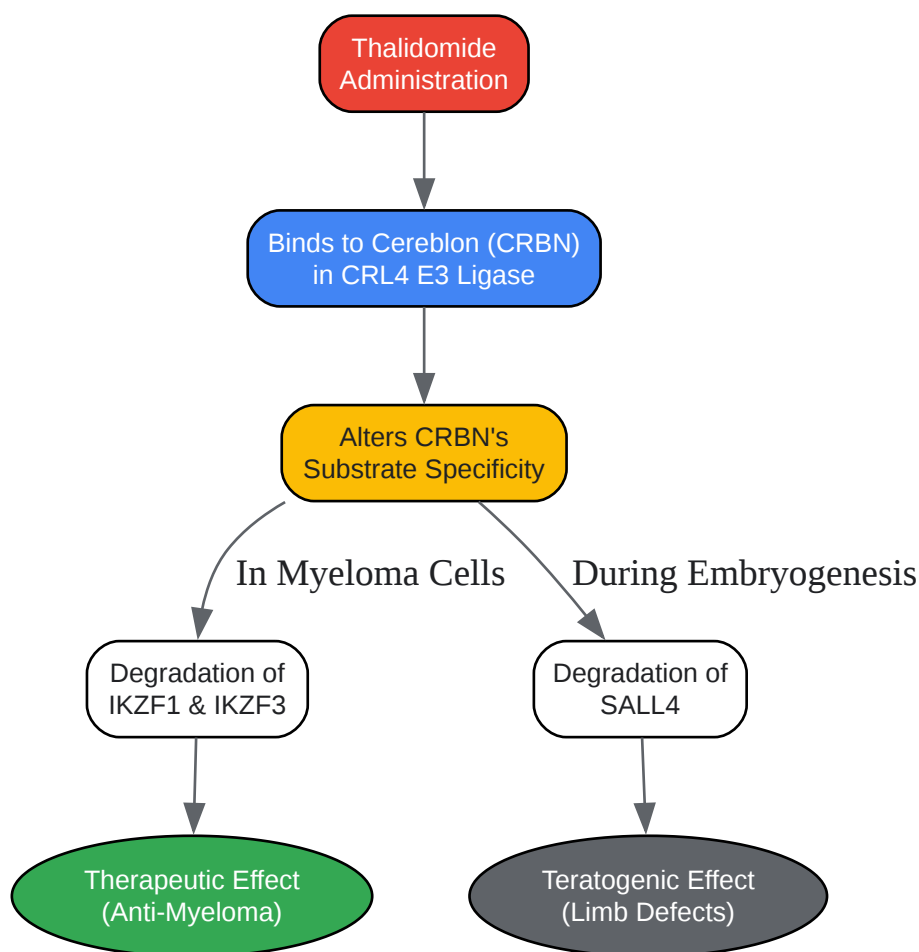 Thalidomide
Administration
Binds to Cereblon (CRBN)
in CRL4 E3 Ligase
Alters CRBN's
Substrate Specificity
In Myeloma Cells
During Embryogenesis
Degradation of
IKZF1 & IKZF3
Degradation of
SALL4
Therapeutic Effect
(Anti-Myeloma)
Teratogenic Effect
(Limb Defects)